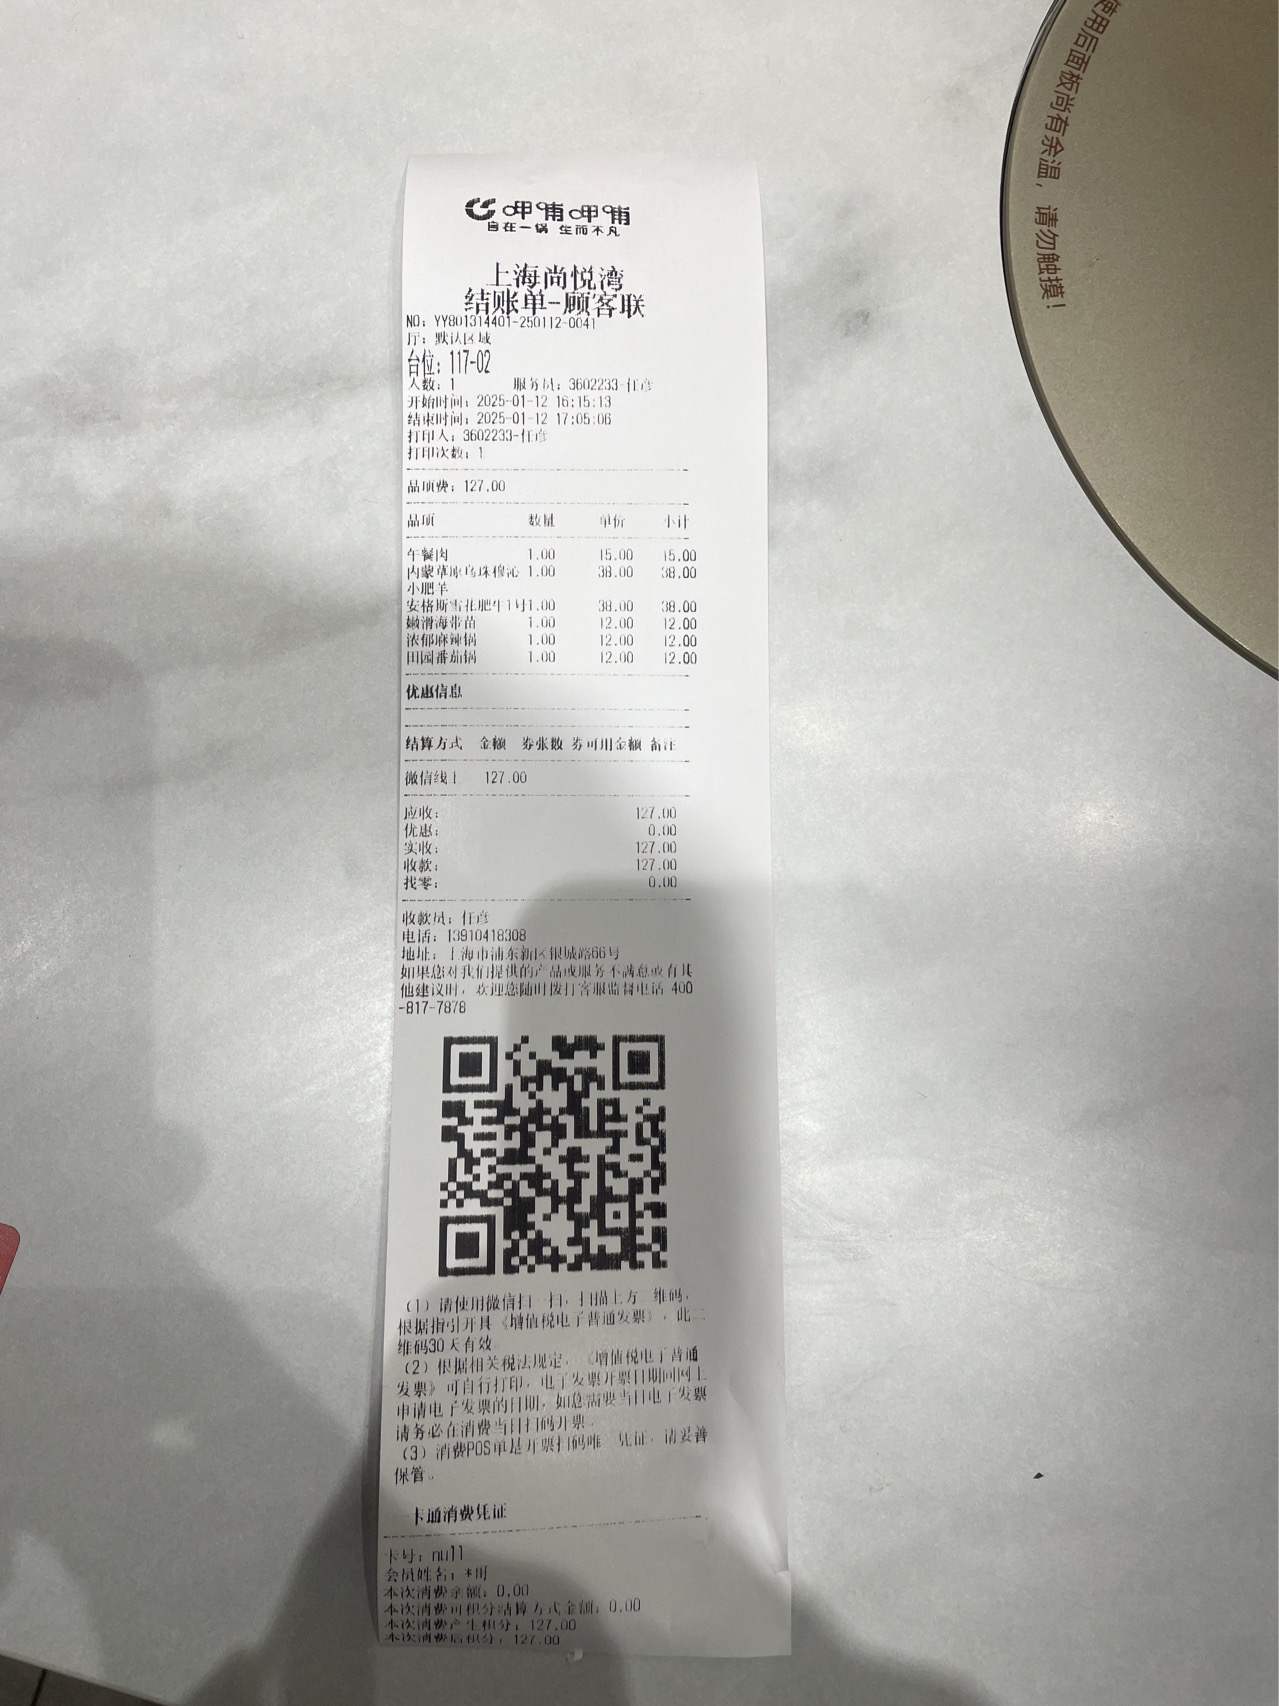 呷哺呷哺
自在一锅 生而不凡
上海尚悦湾
结账单-顾客联
NO: YY801314401-250112-0041
厅: 默认区域
台位: 117-02
人数: 1 服务员: 3602233-任彦
开始时间: 2025-01-12 16:15:13
结束时间: 2025-01-12 17:05:06
打印人: 3602233-任彦
打印次数: 1
品项费: 127.00
品项 数量 单价 小计
午餐肉 1.00 15.00 15.00
内蒙草原乌珠穆沁 1.00 38.00 38.00
小肥羊
安格斯雪花肥牛1号1.00 38.00 38.00
嫩滑海带苗 1.00 12.00 12.00
浓郁麻辣锅 1.00 12.00 12.00
田园番茄锅 1.00 12.00 12.00
优惠信息
结算方式 金额 券张数 券可用金额 备注
微信线上 127.00
应收: 127.00
优惠: 0.00
实收: 127.00
收款: 127.00
找零: 0.00
收款员: 任彦
电话: 13910418308
地址: 上海市浦东新区银城路66号
如果您对我们提供的产品或服务不满意或有其
他建议时, 欢迎您随时拨打客服监督电话 400
-817-7878
(1) 请使用微信扫一扫, 扫描上方二维码,
根据指引开具《增值税电子普通发票》, 此二
维码30天有效
(2) 根据相关税法规定, 《增值税电子普通
发票》可自行打印, 电子发票开票日期同网上
申请电子发票的日期, 如您需要当日电子发票
请务必在消费当日扫码开票。
(3) 消费POS单是开票扫码唯一凭证, 请妥善
保管。
一卡通消费凭证
卡号: null
会员姓名: *町
本次消费余额: 0.00
本次消费可积分结算方式金额: 0.00
本次消费产生积分: 127.00
本次消费后积分: 127.00
使用后面板尚有余温, 请勿触摸!